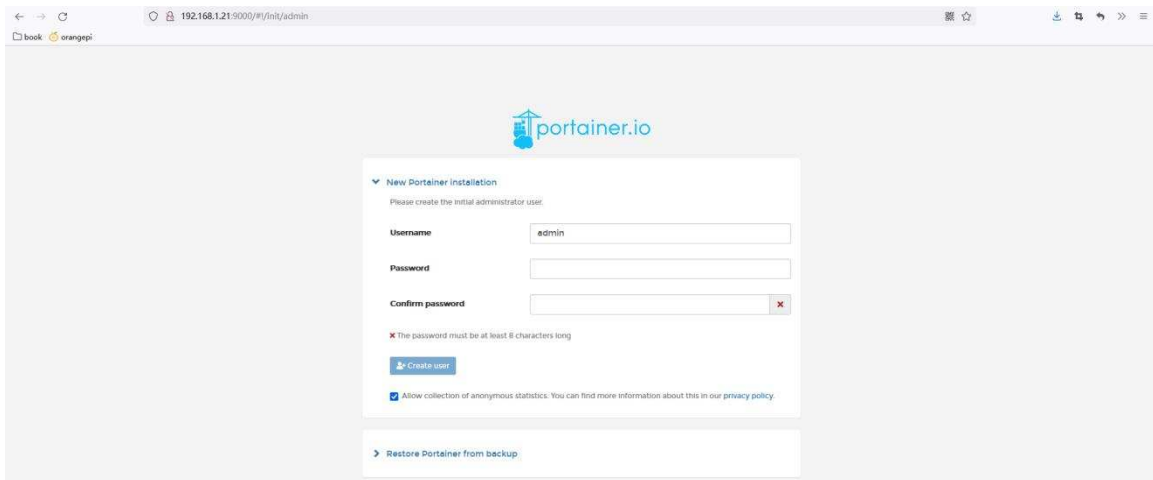 192.168.1.21:9000/#!/init/admin
book orangepi
portainer.io
New Portainer installation
Please create the initial administrator user.
Username admin
Password
Confirm password
The password must be at least 8 characters long
Create user
Allow collection of anonymous statistics. You can find more information about this in our privacy policy.
Restore Portainer from backup